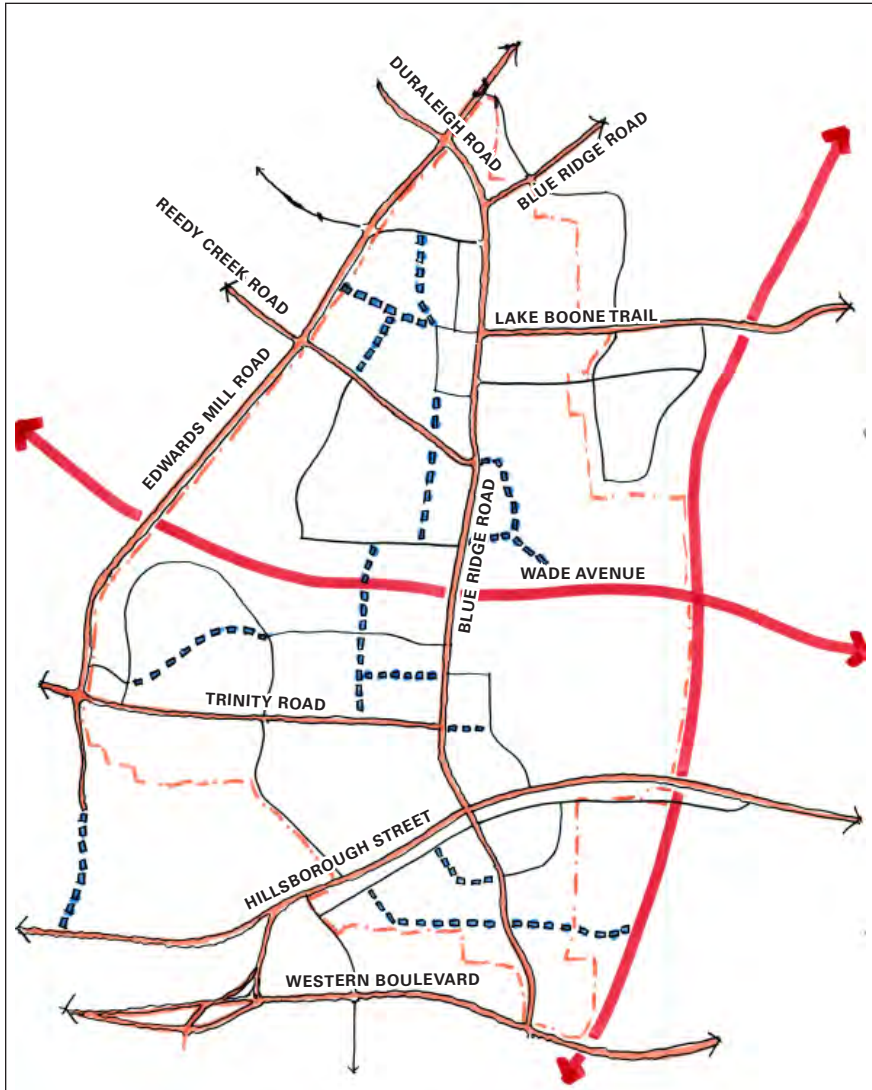 DURALEIGH ROAD
BLUE RIDGE ROAD
REEDY CREEK ROAD
LAKE BOONE TRAIL
EDWARDS MILL ROAD
BLUE RIDGE ROAD
WADE AVENUE
TRINITY ROAD
HILLSBOROUGH STREET
WESTERN BOULEVARD